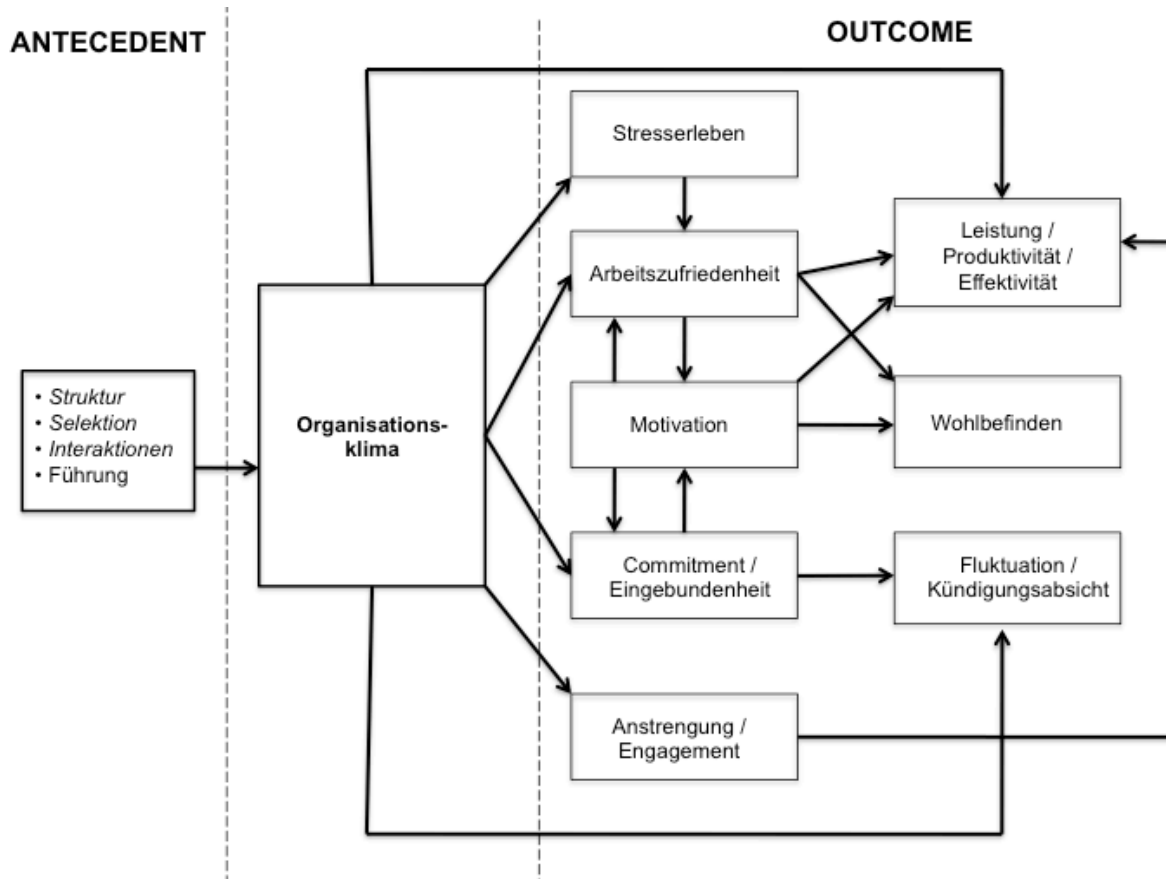 ANTECEDENT
OUTCOME
• Struktur
• Selektion
• Interaktionen
• Führung
Organisations-
klima
Stresserleben
Arbeitszufriedenheit
Motivation
Commitment /
Eingebundenheit
Anstrengung /
Engagement
Leistung /
Produktivität /
Effektivität
Wohlbefinden
Fluktuation /
Kündigungsabsicht